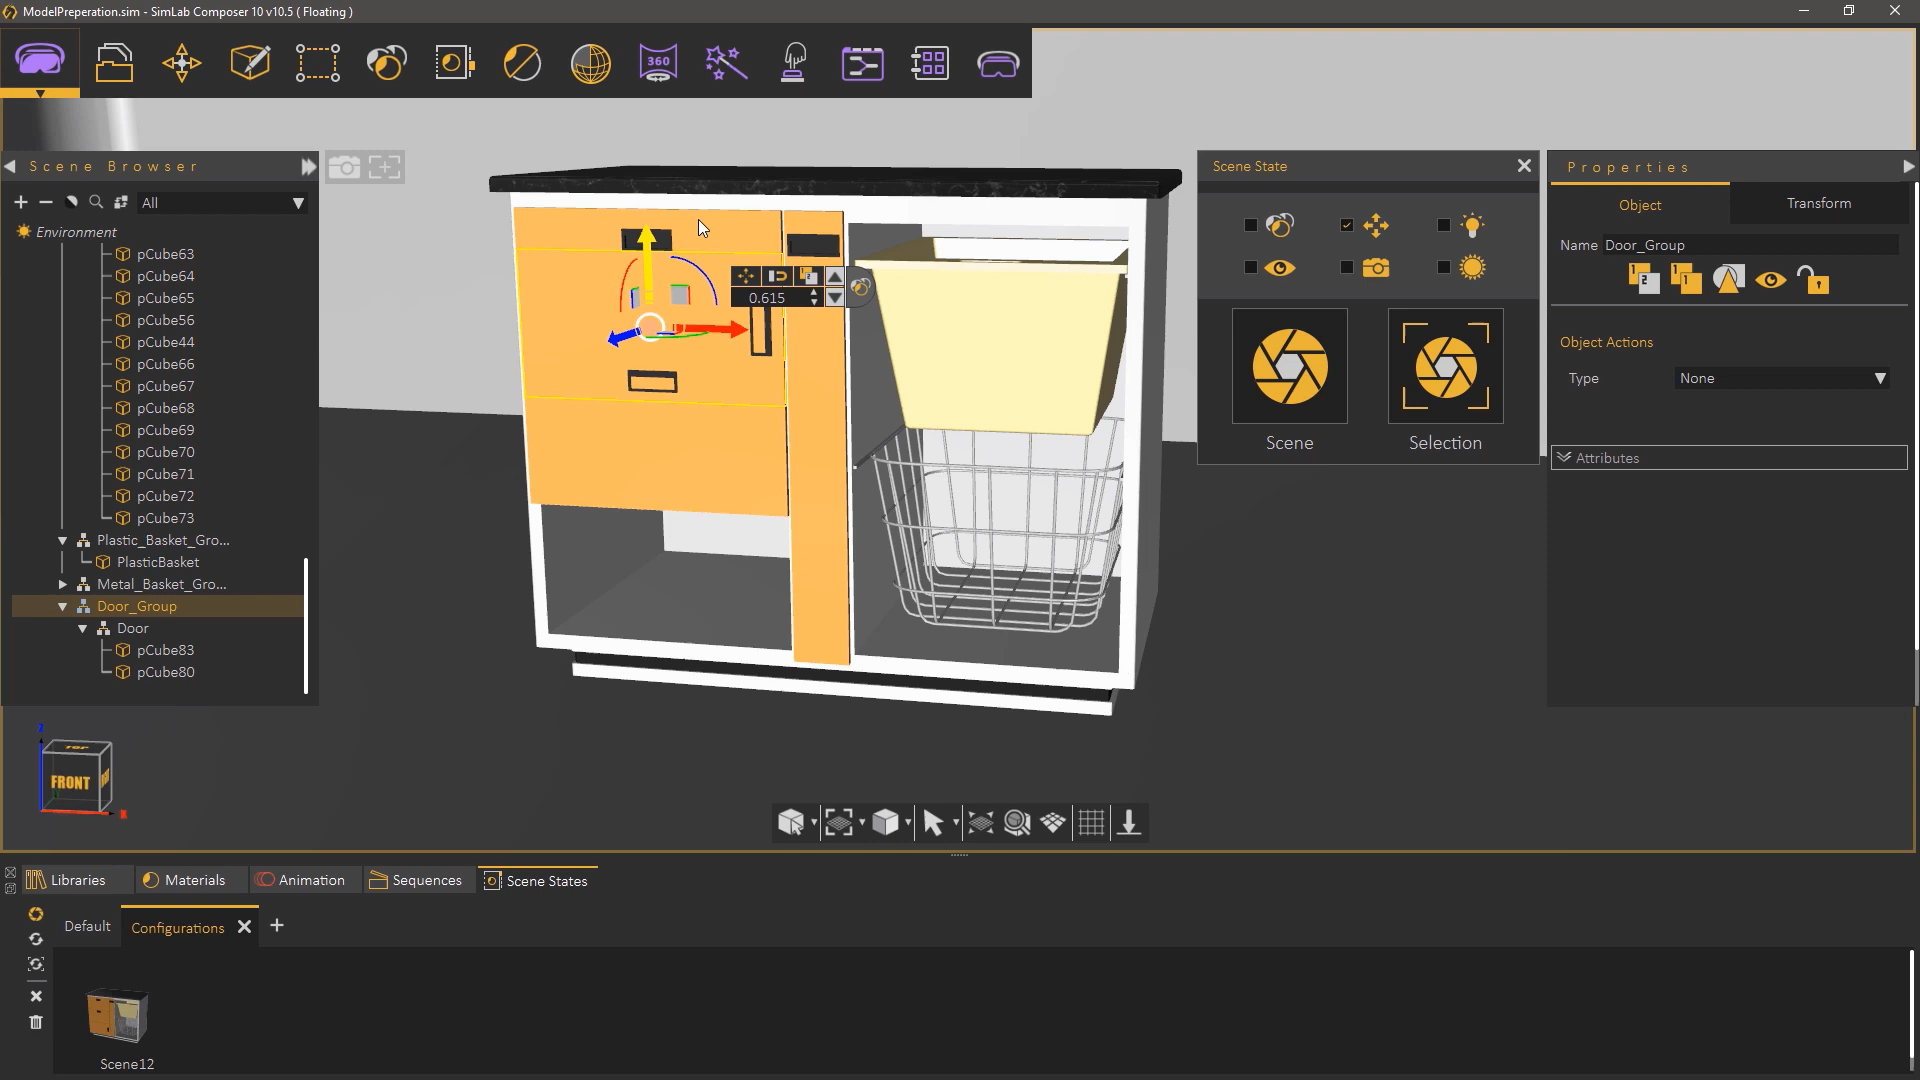 ModelPreperation.sim - SimLab Composer 10 v10.5 ( Floating )
360
Scene Browser
All
Environment
pCube63
pCube64
pCube65
pCube56
pCube44
pCube66
pCube67
pCube68
pCube69
pCube70
pCube71
pCube72
pCube73
Plastic_Basket_Gro...
PlasticBasket
Metal_Basket_Gro...
Door_Group
Door
pCube83
pCube80
0.615
Scene State
Scene
Selection
Properties
Object
Transform
Name Door_Group
Object Actions
Type None
Attributes
TOP
FRONT
Z
X
Libraries
Materials
Animation
Sequences
Scene States
Default
Configurations
Scene12